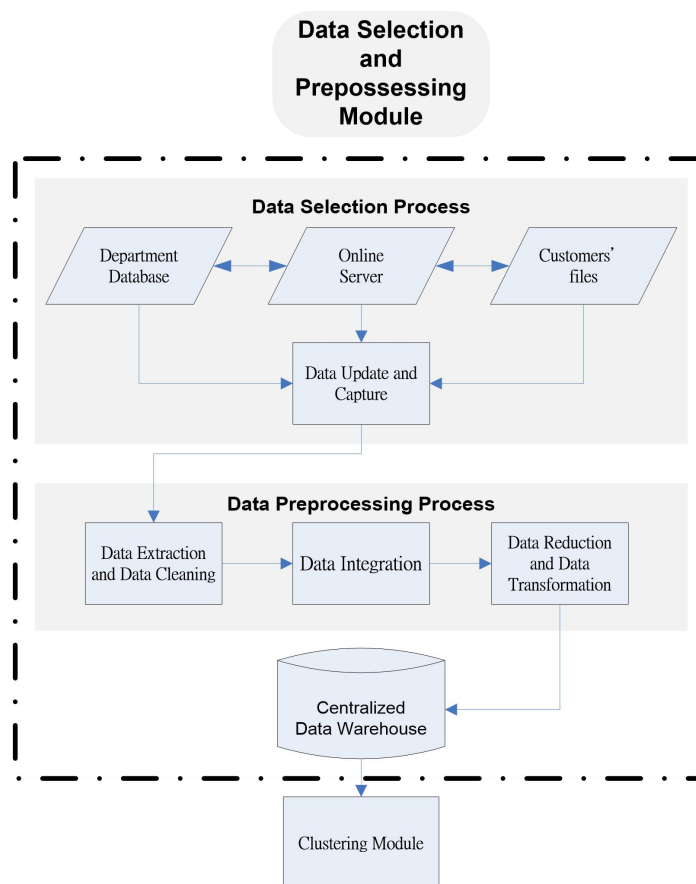 Data Selection
and
Prepossessing
Module
Data Selection Process
Department
Database
Online
Server
Customers’
files
Data Update and
Capture
Data Preprocessing Process
Data Extraction
and Data Cleaning
Data Integration
Data Reduction
and Data
Transformation
Centralized
Data Warehouse
Clustering Module